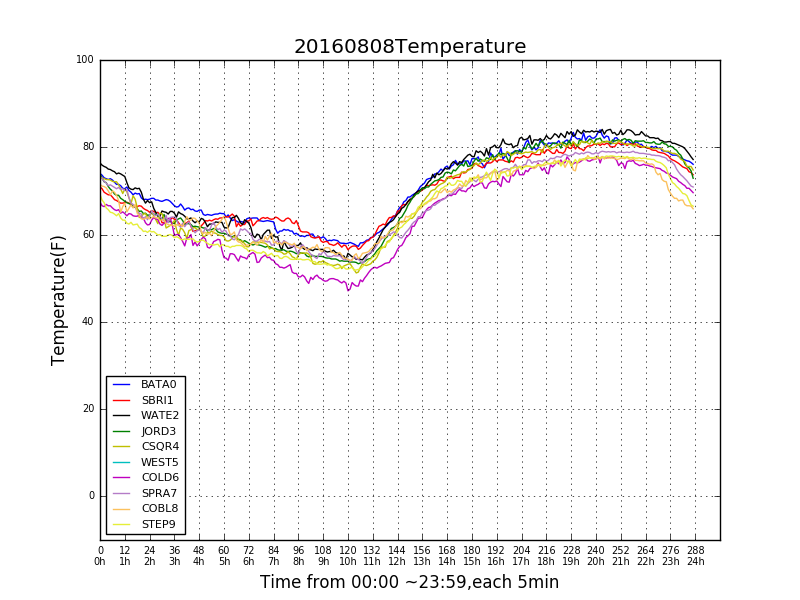 20160808Temperature
Temperature(F)
100
80
60
40
20
0
BATA0
SBRI1
WATE2
JORD3
CSQR4
WEST5
COLD6
SPRA7
COBL8
STEP9
0 12 24 36 48 60 72 84 96 108 120 132 144 156 168 180 192 204 216 228 240 252 264 276 288
0h 1h 2h 3h 4h 5h 6h 7h 8h 9h 10h 11h 12h 13h 14h 15h 16h 17h 18h 19h 20h 21h 22h 23h 24h
Time from 00:00 ~23:59,each 5min